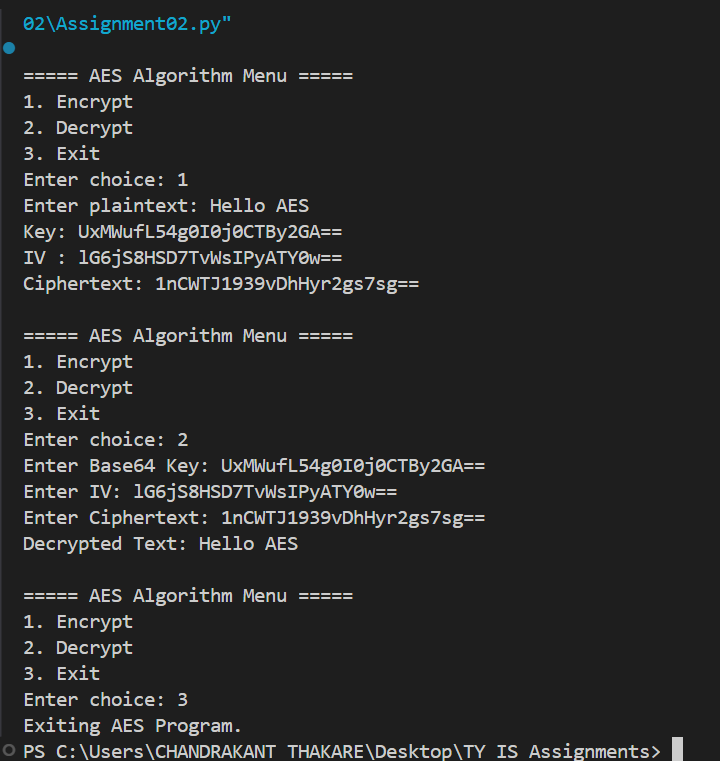 02\Assignment02.py"
===== AES Algorithm Menu =====
1. Encrypt
2. Decrypt
3. Exit
Enter choice: 1
Enter plaintext: Hello AES
Key: UxMWufL54g0I0j0CTBy2GA==
IV : lG6jS8HSD7TvWsIPyATY0w==
Ciphertext: 1nCWTJ1939vDhHyr2gs7sg==
===== AES Algorithm Menu =====
1. Encrypt
2. Decrypt
3. Exit
Enter choice: 2
Enter Base64 Key: UxMWufL54g0I0j0CTBy2GA==
Enter IV: lG6jS8HSD7TvWsIPyATY0w==
Enter Ciphertext: 1nCWTJ1939vDhHyr2gs7sg==
Decrypted Text: Hello AES
===== AES Algorithm Menu =====
1. Encrypt
2. Decrypt
3. Exit
Enter choice: 3
Exiting AES Program.
PS C:\Users\CHANDRAKANT THAKARE\Desktop\TY IS Assignments>